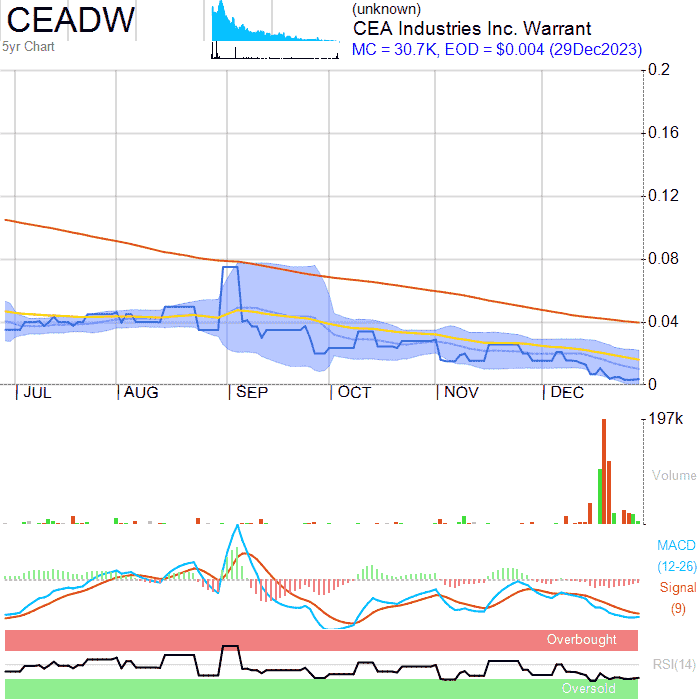 CEADW
5yr Chart
(unknown)
CEA Industries Inc. Warrant
MC = 30.7K, EOD = $0.004 (29Dec2023)
0.2
0.16
0.12
0.08
0.04
0
JUL AUG SEP OCT NOV DEC
197k
Volume
MACD
(12-26)
Signal
(9)
Overbought
RSI(14)
Oversold